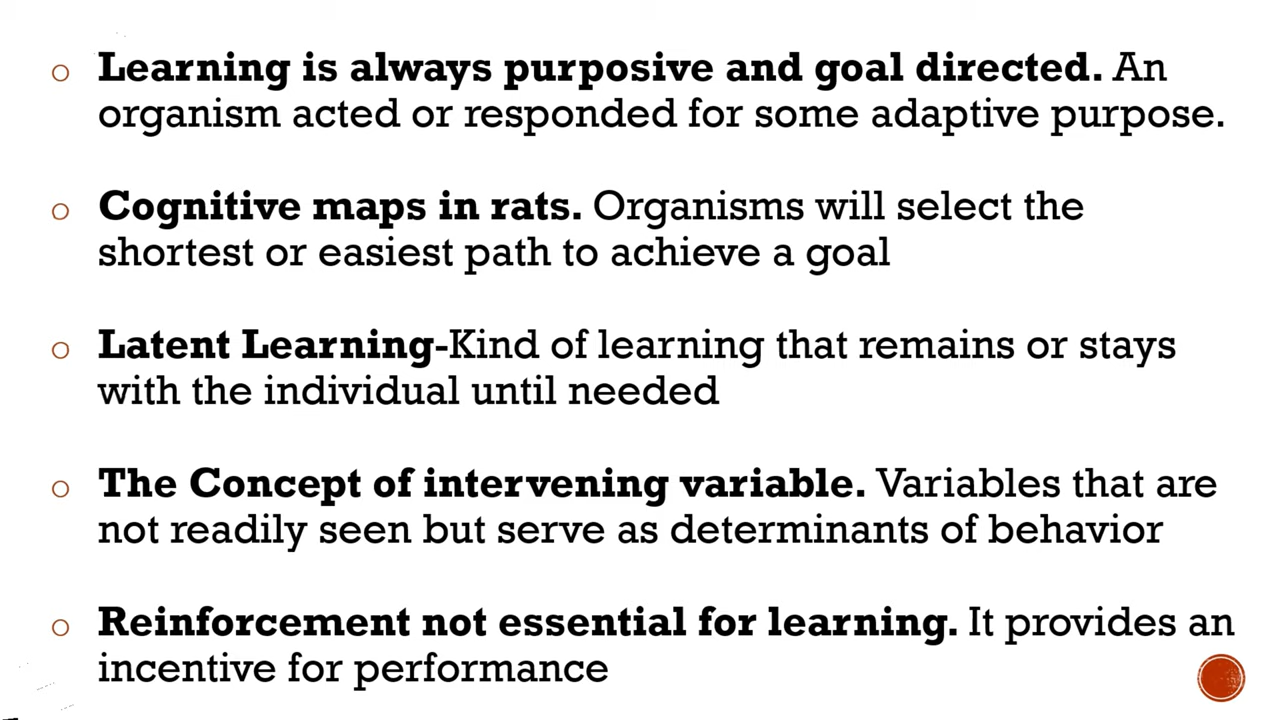 Learning is always purposive and goal directed. An
organism acted or responded for some adaptive purpose.
Cognitive maps in rats. Organisms will select the
shortest or easiest path to achieve a goal
Latent Learning-Kind of learning that remains or stays
with the individual until needed
The Concept of intervening variable. Variables that are
not readily seen but serve as determinants of behavior
Reinforcement not essential for learning. It provides an
incentive for performance